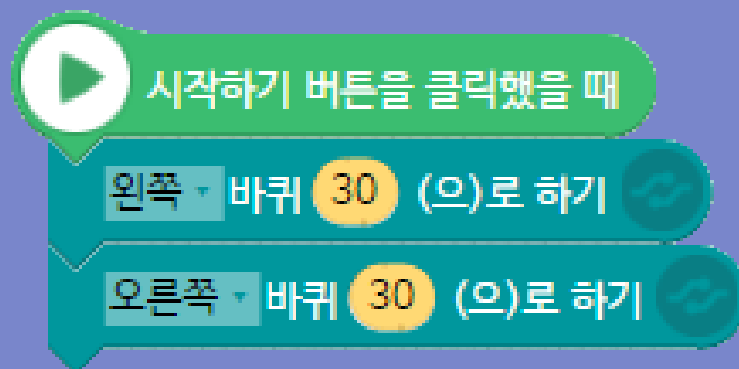 시작하기 버튼을 클릭했을 때
왼쪽 바퀴 30 (으)로 하기
오른쪽 바퀴 30 (으)로 하기